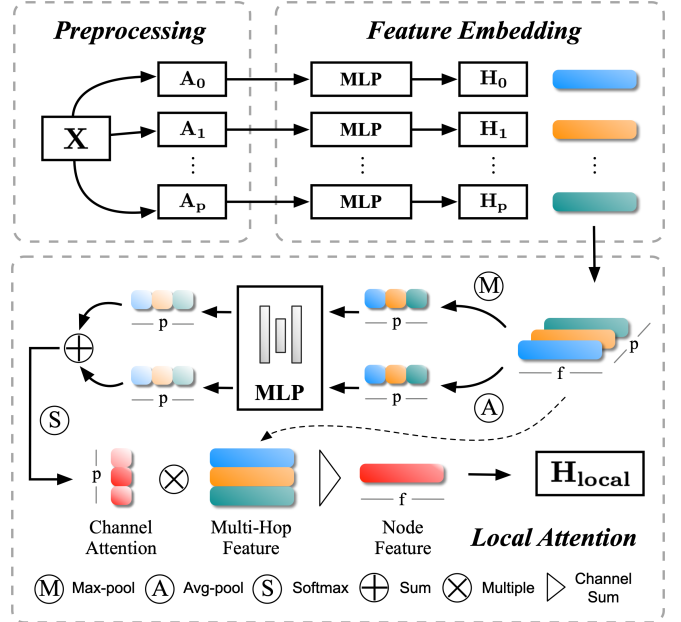 Preprocessing
Feature Embedding
X
A₀
MLP
H₀
A₁
MLP
H₁
⋮ ⋮ ⋮ ⋮
Aₚ
MLP
Hₚ
M
p
p
MLP
p
f
A
p
p
S
p
f
H_local
Channel
Attention
Multi-Hop
Feature
Node
Feature
Local Attention
M Max-pool A Avg-pool S Softmax + Sum × Multiple Channel
Sum